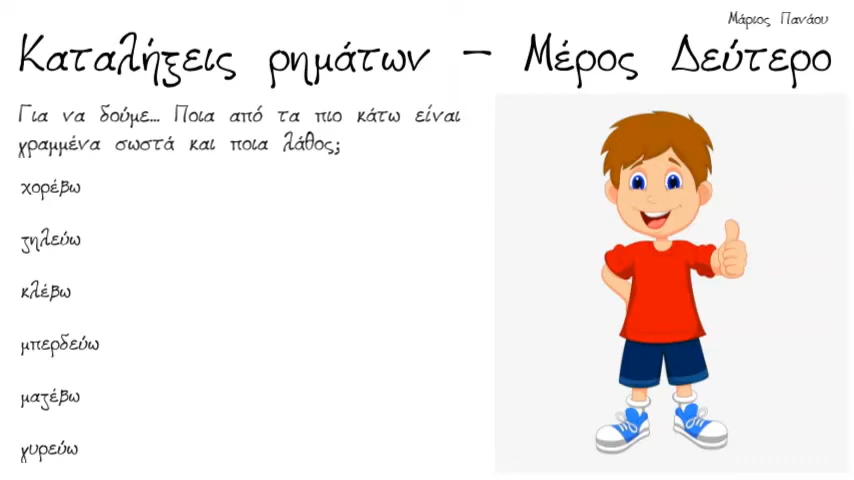 Μάριος Πανάου
Καταλήξεις ρημάτων - Μέρος Δεύτερο
Για να δούμε... Ποια από τα πιο κάτω είναι
γραμμένα σωστά και ποια λάθος;
χορέβω
ζηλεύω
κλέβω
μπερδεύω
μαζέβω
γυρεύω